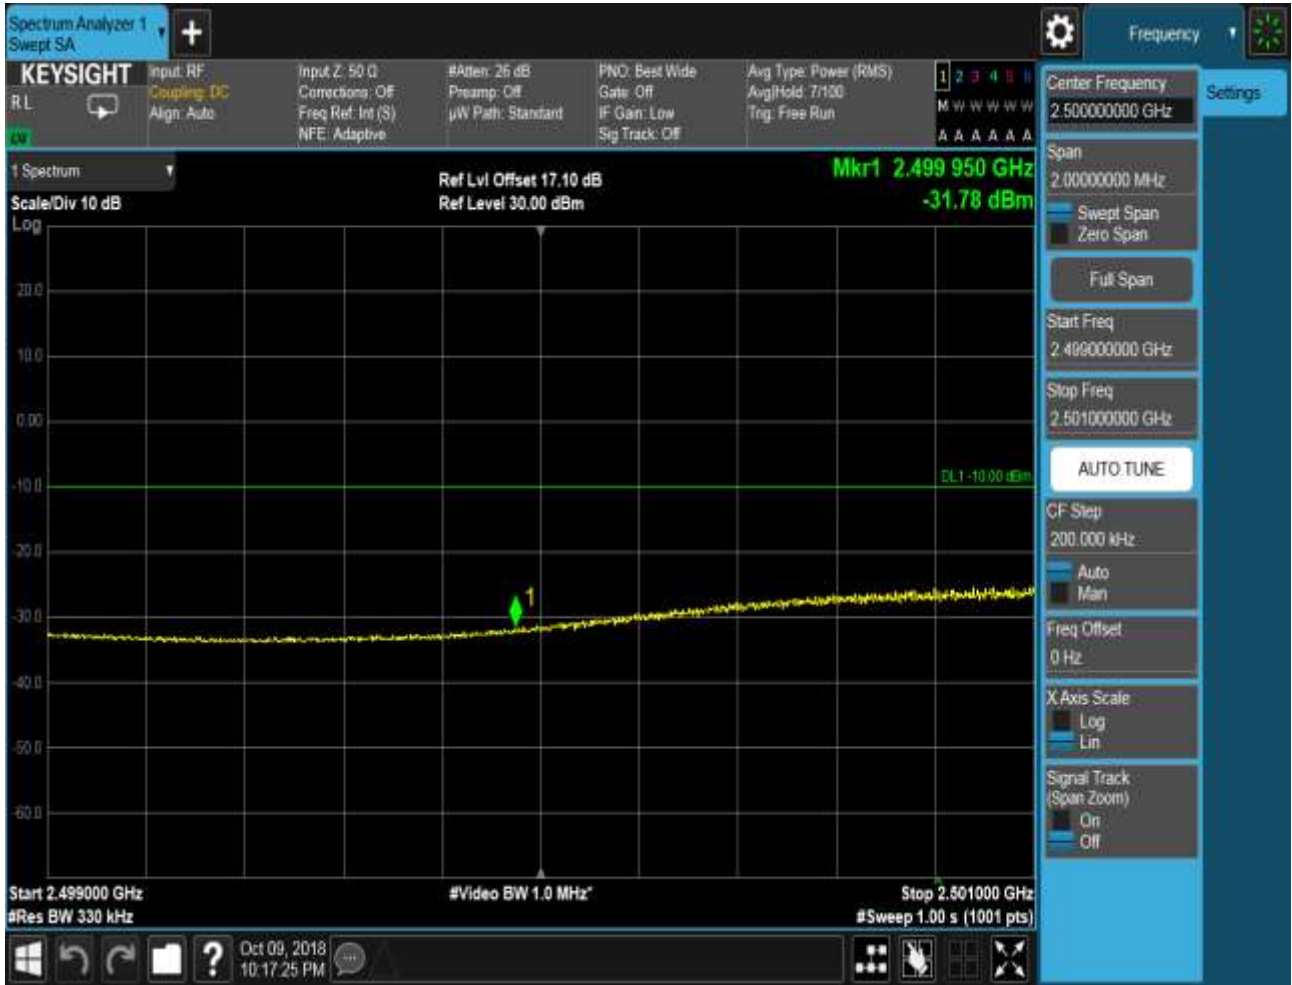 Spectrum Analyzer 1
Swept SA
Frequency
KEYSIGHT
R L
LXI
Input: RF
Coupling: DC
Align: Auto
Input Z: 50 Ω
Corrections: Off
Freq Ref: Int (S)
NFE: Adaptive
#Atten: 26 dB
Preamp: Off
µW Path: Standard
PNO: Best Wide
Gate: Off
IF Gain: Low
Sig Track: Off
Avg Type: Power (RMS)
Avg|Hold: 7/100
Trig: Free Run
1 2 3 4 5 6
M W W W W W
A A A A A A
1 Spectrum
Scale/Div 10 dB
Log
Ref Lvl Offset 17.10 dB
Ref Level 30.00 dBm
Mkr1 2.499 950 GHz
-31.78 dBm
20.0
10.0
0.00
-10.0
-20.0
-30.0
-40.0
-50.0
-60.0
DL1 -10.00 dBm
1
Start 2.499000 GHz
#Res BW 330 kHz
#Video BW 1.0 MHz*
Stop 2.501000 GHz
#Sweep 1.00 s (1001 pts)
Oct 09, 2018
10:17:25 PM
Center Frequency
2.500000000 GHz
Settings
Span
2.00000000 MHz
Swept Span
Zero Span
Full Span
Start Freq
2.499000000 GHz
Stop Freq
2.501000000 GHz
AUTO TUNE
CF Step
200.000 kHz
Auto
Man
Freq Offset
0 Hz
X Axis Scale
Log
Lin
Signal Track
(Span Zoom)
On
Off